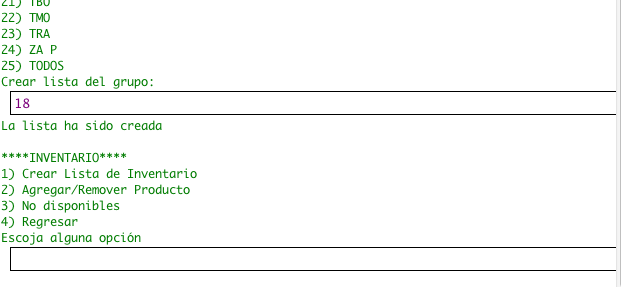 21) TBO
22) TMO
23) TRA
24) ZA P
25) TODOS
Crear lista del grupo:
18
La lista ha sido creada
****INVENTARIO****
1) Crear Lista de Inventario
2) Agregar/Remover Producto
3) No disponibles
4) Regresar
Escoja alguna opción